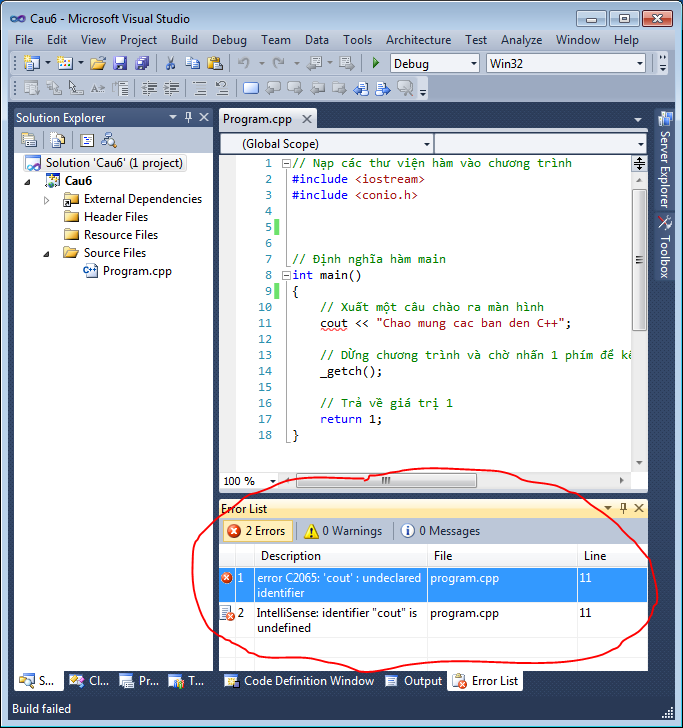 Cau6 - Microsoft Visual Studio
File Edit View Project Build Debug Team Data Tools Architecture Test Analyze Window Help
Debug Win32
Solution Explorer
Solution 'Cau6' (1 project)
Cau6
External Dependencies
Header Files
Resource Files
Source Files
Program.cpp
Program.cpp
(Global Scope)
1 // Nạp các thư viện hàm vào chương trình
2 #include <iostream>
3 #include <conio.h>
4
5
6
7 // Định nghĩa hàm main
8 int main()
9 {
10 // Xuất một câu chào ra màn hình
11 cout << "Chao mung cac ban den C++";
12
13 // Dừng chương trình và chờ nhấn 1 phím để kê
14 _getch();
15
16 // Trả về giá trị 1
17 return 1;
18 }
100 %
Server Explorer
Toolbox
Error List
2 Errors 0 Warnings 0 Messages
Description File Line
1 error C2065: 'cout' : undeclared program.cpp 11
identifier
2 IntelliSense: identifier "cout" is program.cpp 11
undefined
S... Cl... Pr... T... Code Definition Window Output Error List
Build failed